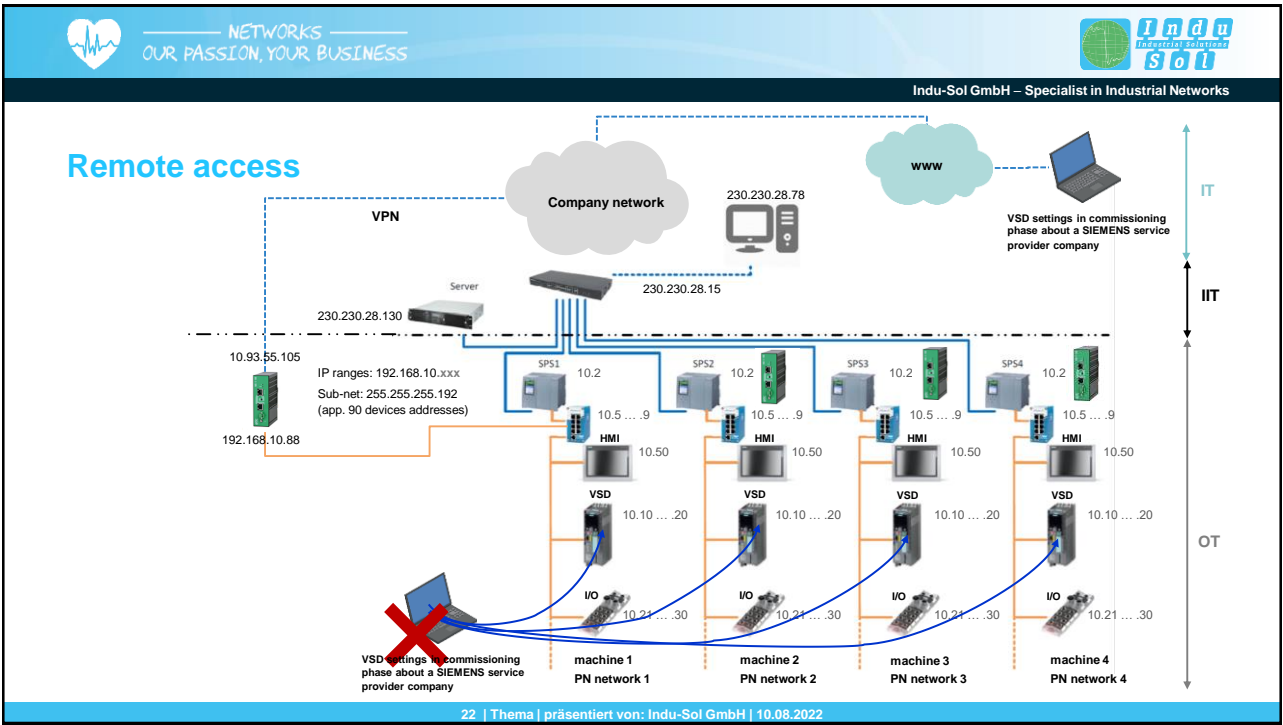 NETWORKS
OUR PASSION, YOUR BUSINESS
Indu
Industrial Solutions
Sol
Indu-Sol GmbH – Specialist in Industrial Networks
Remote access
VPN
Company network
230.230.28.78
www
VSD settings in commissioning
phase about a SIEMENS service
provider company
IT
IIT
OT
230.230.28.15
Server
230.230.28.130
10.93.55.105
IP ranges: 192.168.10.xxx
Sub-net: 255.255.255.192
(app. 90 devices addresses)
192.168.10.88
SPS1
10.2
SPS2
10.2
SPS3
10.2
SPS4
10.2
10.5 ... .9
10.5 ... .9
10.5 ... .9
10.5 ... .9
HMI
10.50
HMI
10.50
HMI
10.50
HMI
10.50
VSD
10.10 ... .20
VSD
10.10 ... .20
VSD
10.10 ... .20
VSD
10.10 ... .20
I/O
10.21 ... .30
I/O
10.21 ... .30
I/O
10.21 ... .30
I/O
10.21 ... .30
VSD settings in commissioning
phase about a SIEMENS service
provider company
machine 1
PN network 1
machine 2
PN network 2
machine 3
PN network 3
machine 4
PN network 4
22 | Thema | präsentiert von: Indu-Sol GmbH | 10.08.2022